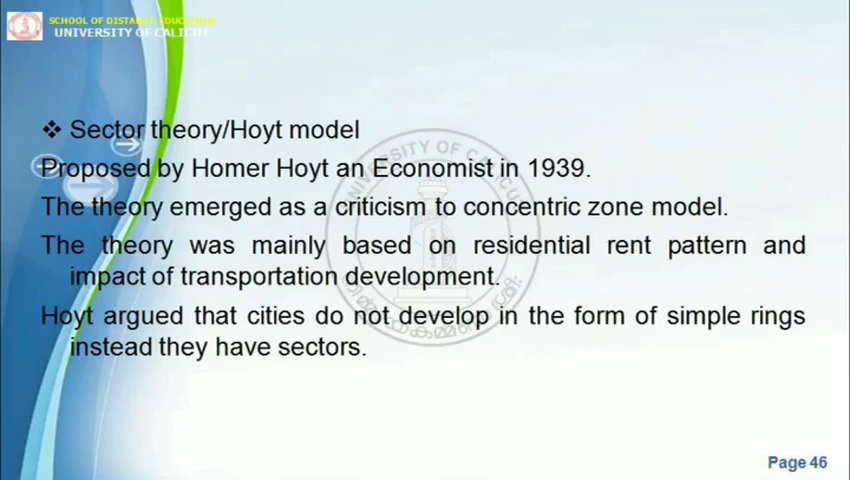 SCHOOL OF DISTANCE EDUCATION
UNIVERSITY OF CALICUT
❖ Sector theory/Hoyt model
Proposed by Homer Hoyt an Economist in 1939.
The theory emerged as a criticism to concentric zone model.
The theory was mainly based on residential rent pattern and
impact of transportation development.
Hoyt argued that cities do not develop in the form of simple rings
instead they have sectors.
UNIVERSITY OF CALICUT
Page 46